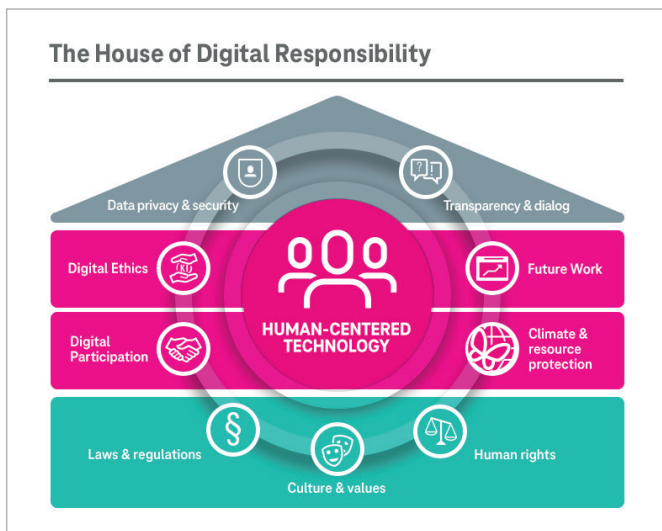 The House of Digital Responsibility
Data privacy & security
Transparency & dialog
Digital Ethics
KI
Future Work
HUMAN-CENTERED
TECHNOLOGY
Digital
Participation
Climate &
resource
protection
§
Laws & regulations
Culture & values
Human rights